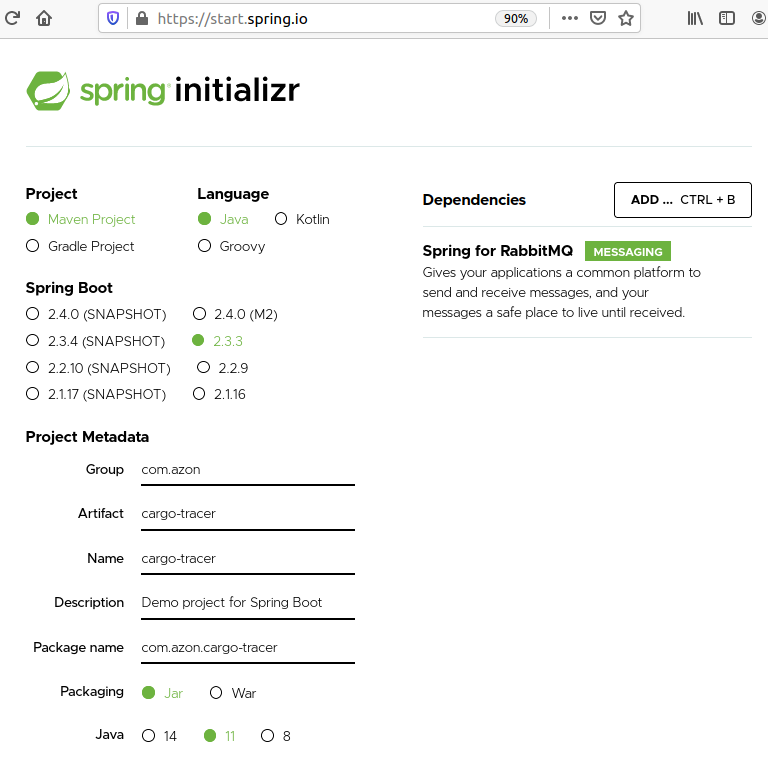 https://start.spring.io
90%
spring initializr
Project
Maven Project
Gradle Project
Language
Java
Kotlin
Groovy
Spring Boot
2.4.0 (SNAPSHOT)
2.4.0 (M2)
2.3.4 (SNAPSHOT)
2.3.3
2.2.10 (SNAPSHOT)
2.2.9
2.1.17 (SNAPSHOT)
2.1.16
Project Metadata
Group com.azon
Artifact cargo-tracer
Name cargo-tracer
Description Demo project for Spring Boot
Package name com.azon.cargo-tracer
Packaging Jar War
Java 14 11 8
Dependencies
ADD ... CTRL + B
Spring for RabbitMQ MESSAGING
Gives your applications a common platform to
send and receive messages, and your
messages a safe place to live until received.